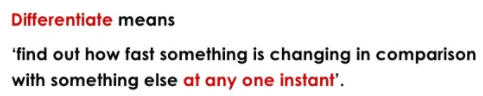 Differentiate means
‘find out how fast something is changing in comparison
with something else at any one instant’.